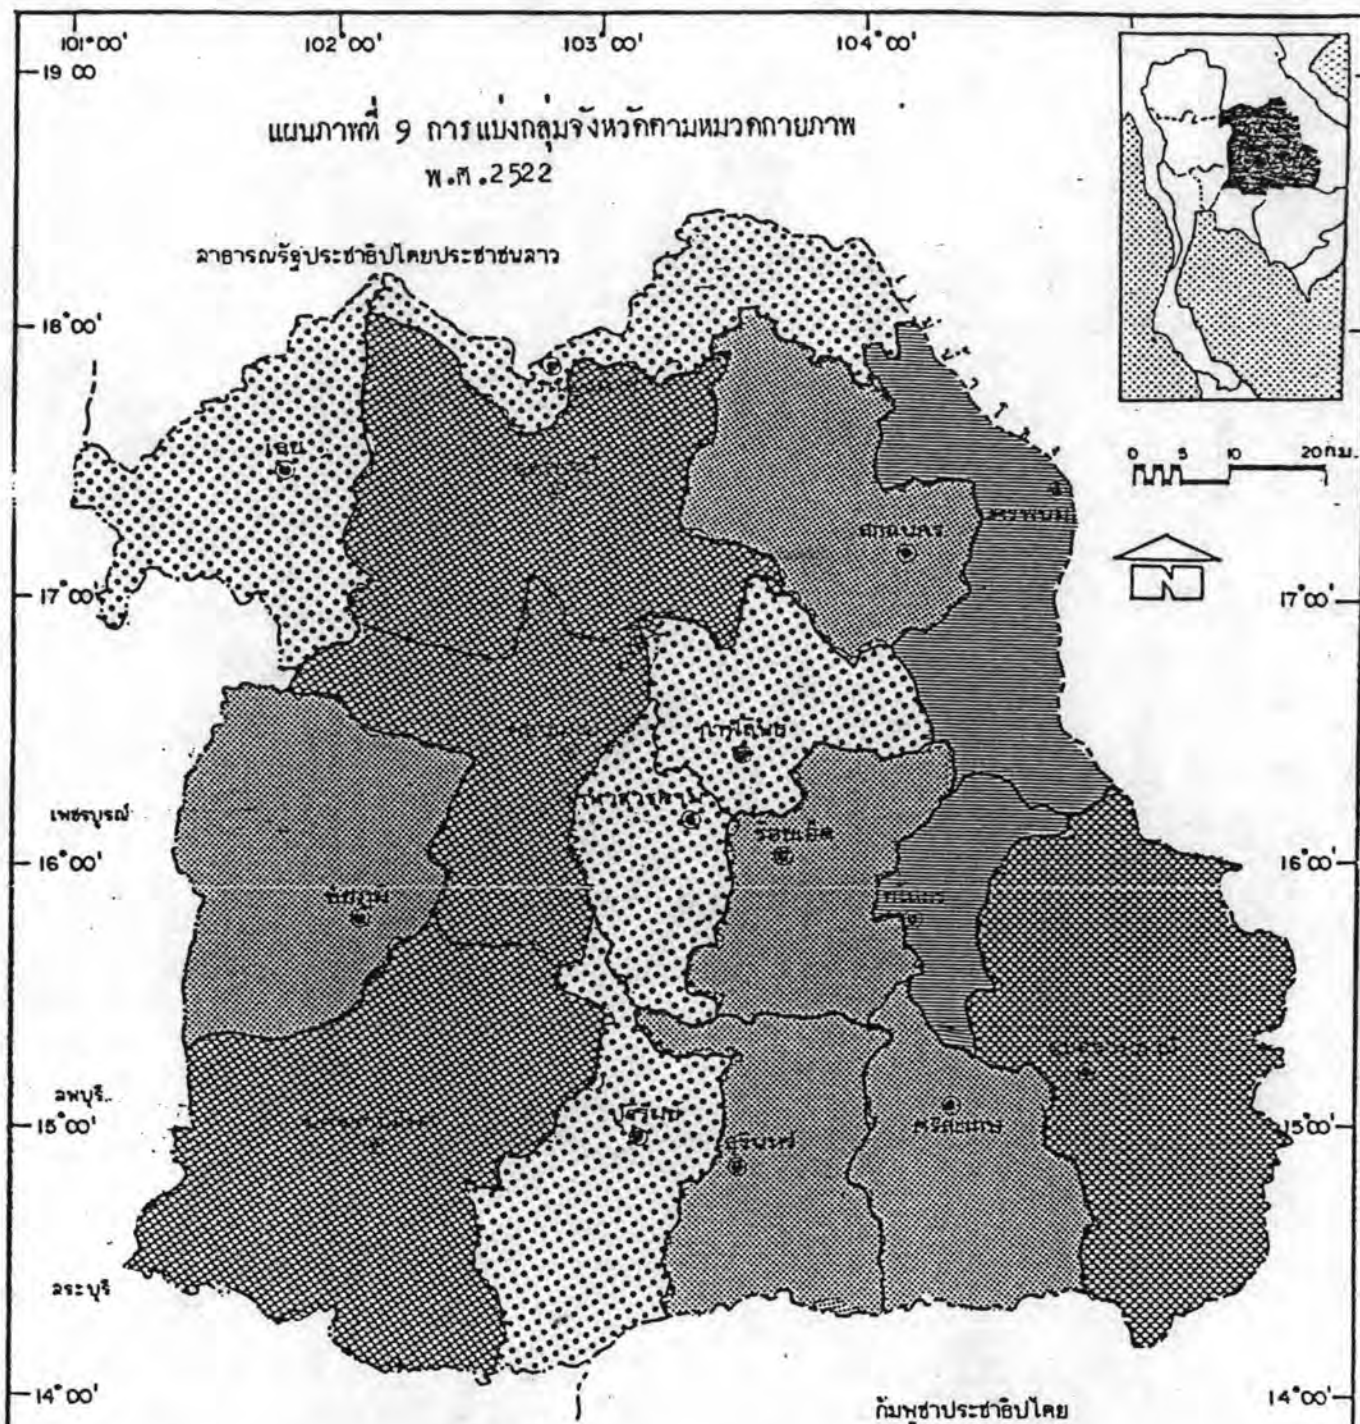 101°00' 102°00' 103°00' 104°00'
19 00
แผนภาพที่ 9 การแบ่งกลุ่มจังหวัดตามหมวดกายภาพ
พ.ศ.2522
สาธารณรัฐประชาธิปไตยประชาชนลาว
18°00'
เลย
0 5 10 20 กม.
สกลนคร
นครพนม
17°00' 17°00'
กาฬสินธุ์
มหาสารคาม
เพชรบูรณ์
ร้อยเอ็ด
16°00' 16°00'
ชัยภูมิ
ยโสธร
ลพบุรี
15°00' 15°00'
บุรีรัมย์
สุรินทร์
ศรีสะเกษ
สระบุรี
14°00' 14°00'
กัมพูชาประชาธิปไตย